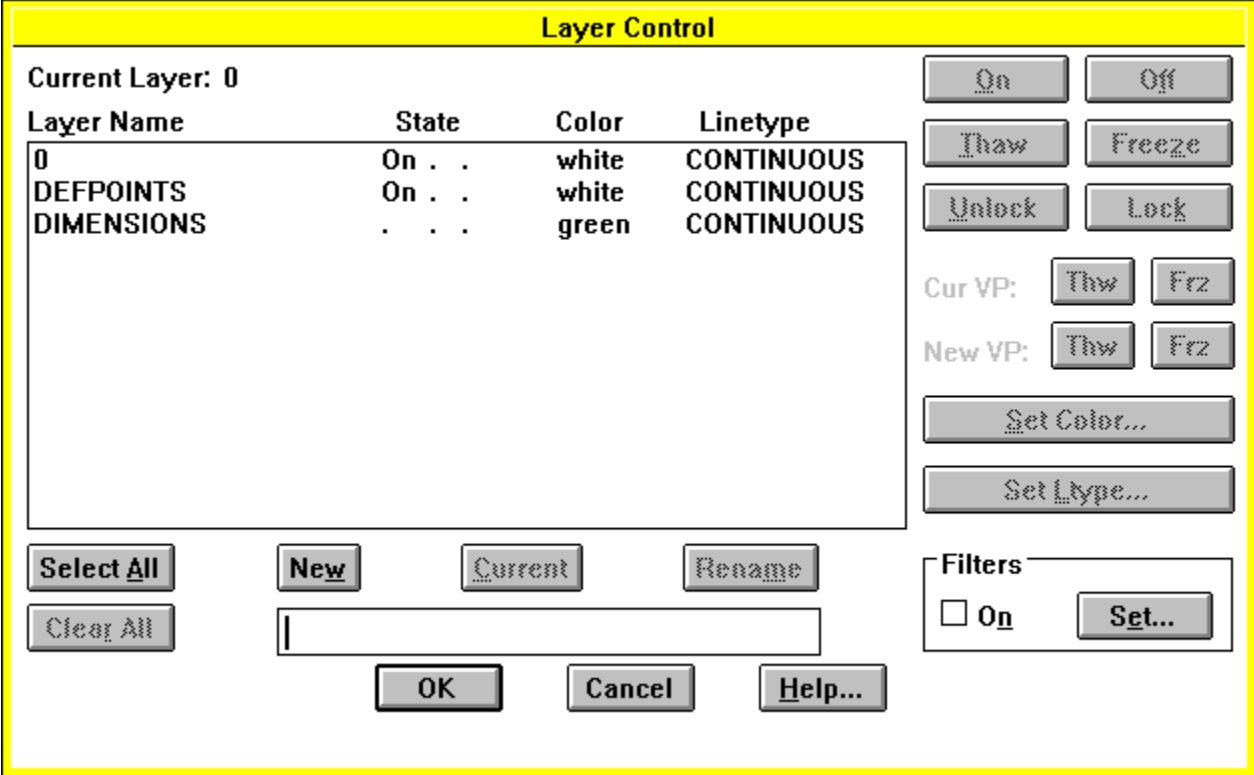 Layer Control
Current Layer: 0
Layer Name State Color Linetype
0 On . . white CONTINUOUS
DEFPOINTS On . . white CONTINUOUS
DIMENSIONS . . . green CONTINUOUS
On Off
Thaw Freeze
Unlock Lock
Cur VP: Thw Frz
New VP: Thw Frz
Set Color...
Set Ltype...
Select All New Current Rename
Clear All
Filters
On Set...
OK Cancel Help...